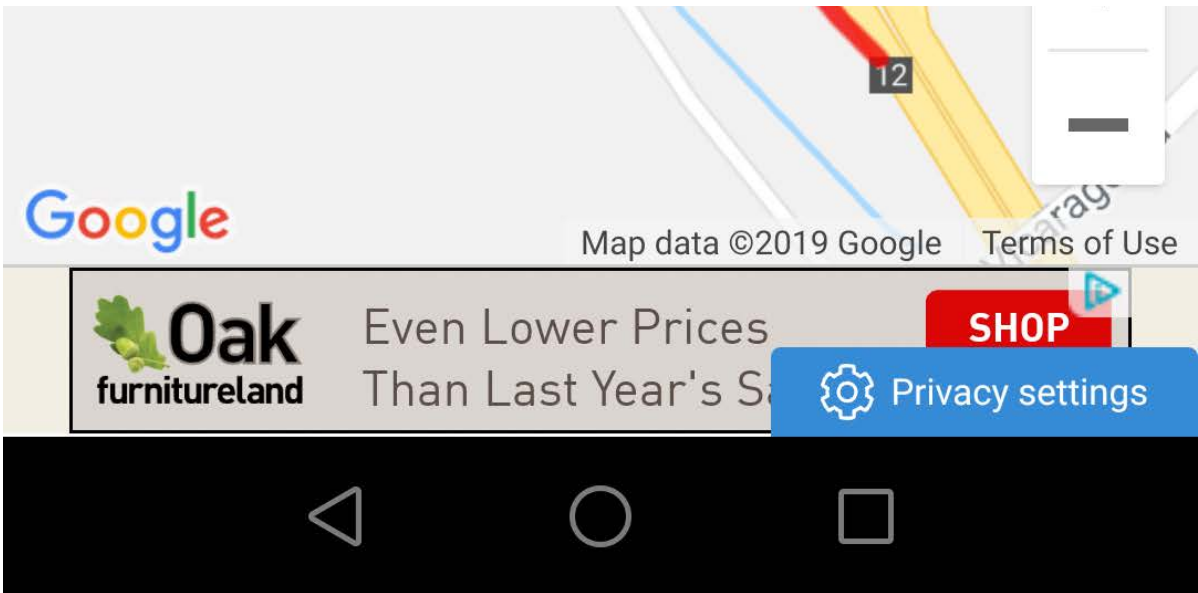 12
Google
Map data ©2019 Google
Terms of Use
Oak
furnitureland
Even Lower Prices
Than Last Year's
SHOP
Privacy settings